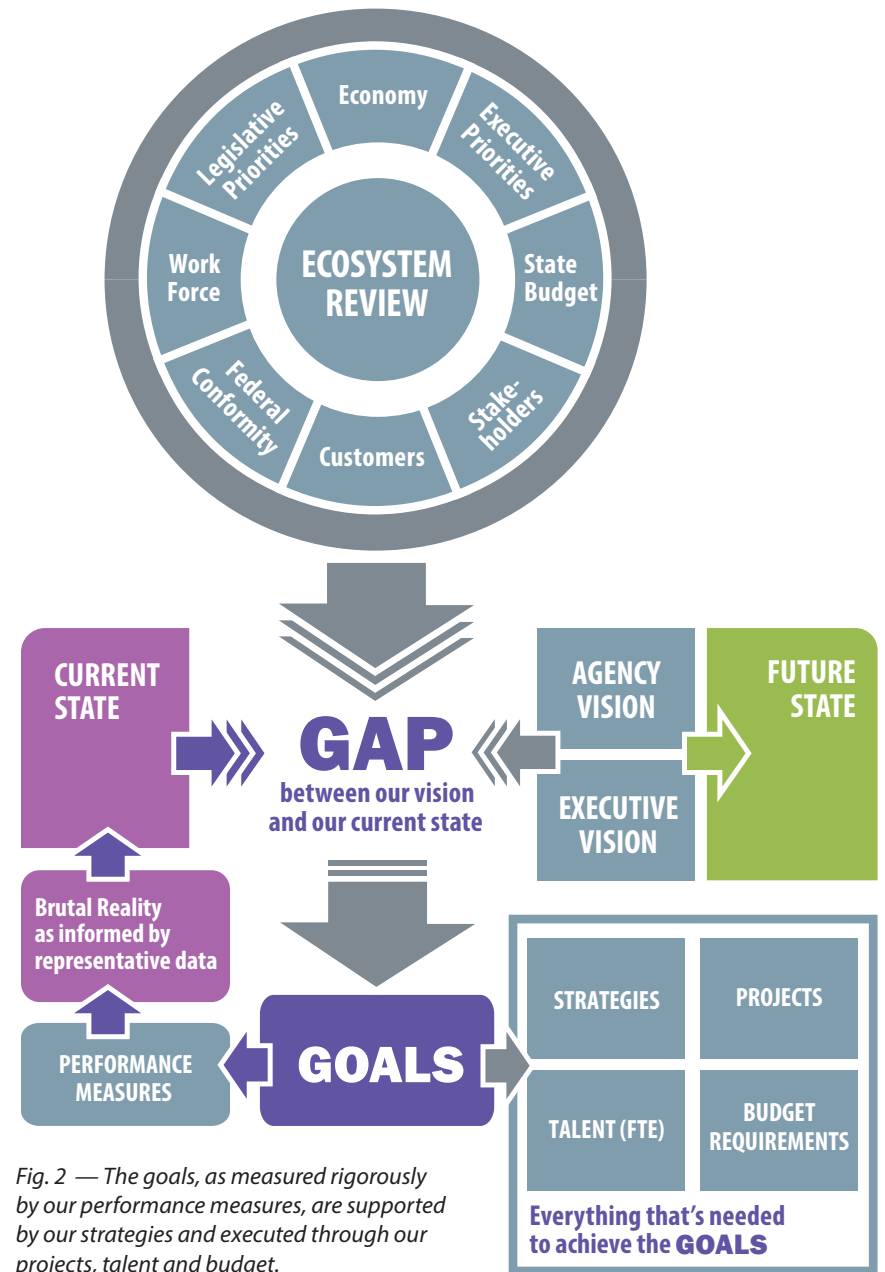 Economy
Executive
Priorities
State
Budget
Stake-
holders
Customers
Federal
Conformity
Work
Force
Legislative
Priorities
ECOSYSTEM
REVIEW
CURRENT
STATE
GAP
between our vision
and our current state
AGENCY
VISION
EXECUTIVE
VISION
FUTURE
STATE
Brutal Reality
as informed by
representative data
PERFORMANCE
MEASURES
GOALS
STRATEGIES
PROJECTS
TALENT (FTE)
BUDGET
REQUIREMENTS
Everything that's needed
to achieve the GOALS
Fig. 2 — The goals, as measured rigorously
by our performance measures, are supported
by our strategies and executed through our
projects, talent and budget.